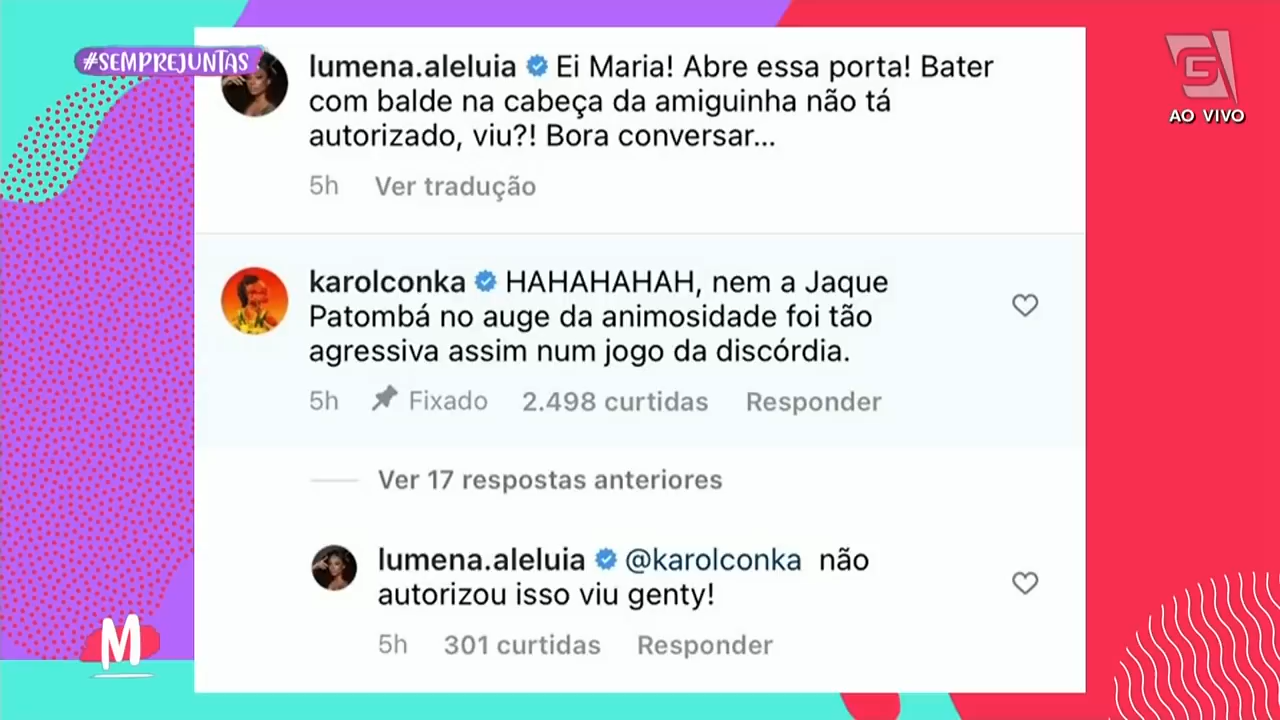 #SEMPREJUNTAS
G
AO VIVO
lumena.aleluia Ei Maria! Abre essa porta! Bater
com balde na cabeça da amiguinha não tá
autorizado, viu?! Bora conversar...
5h Ver tradução
karolconka HAHAHAHAH, nem a Jaque
Patombá no auge da animosidade foi tão
agressiva assim num jogo da discórdia.
5h Fixado 2.498 curtidas Responder
Ver 17 respostas anteriores
lumena.aleluia @karolconka não
autorizou isso viu genty!
5h 301 curtidas Responder
M